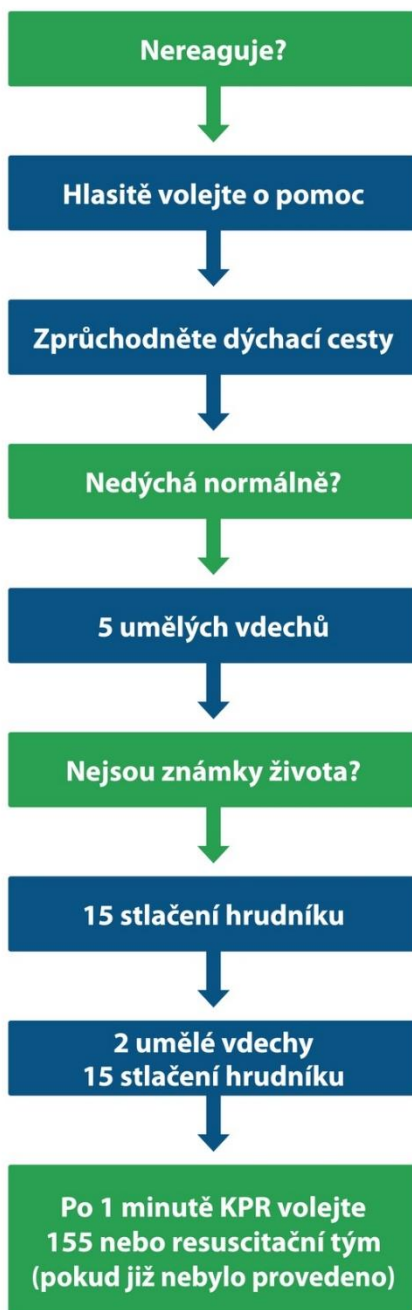 Nereaguje?
Hlasitě volejte o pomoc
Zprůchodněte dýchací cesty
Nedýchá normálně?
5 umělých vdechů
Nejsou známky života?
15 stlačení hrudníku
2 umělé vdechy
15 stlačení hrudníku
Po 1 minutě KPR volejte
155 nebo resuscitační tým
(pokud již nebylo provedeno)